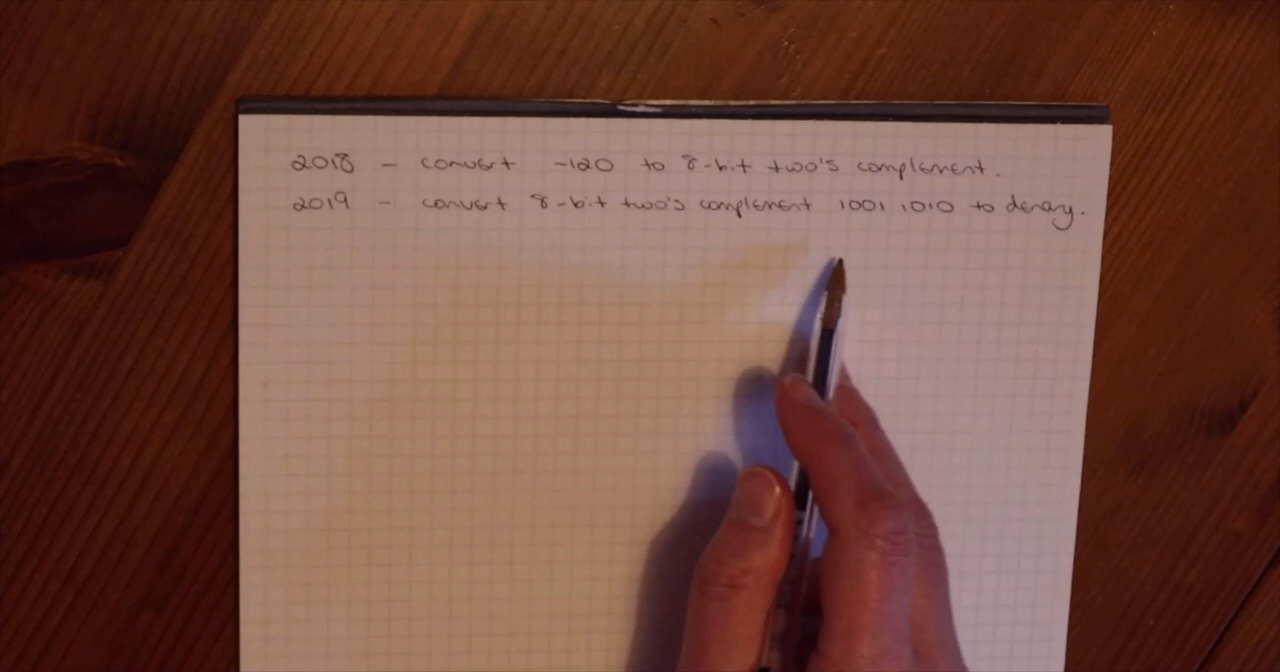 2018 - convert -120 to 8-bit two's complement.
2019 - convert 8-bit two's complement 1001 1010 to denary.